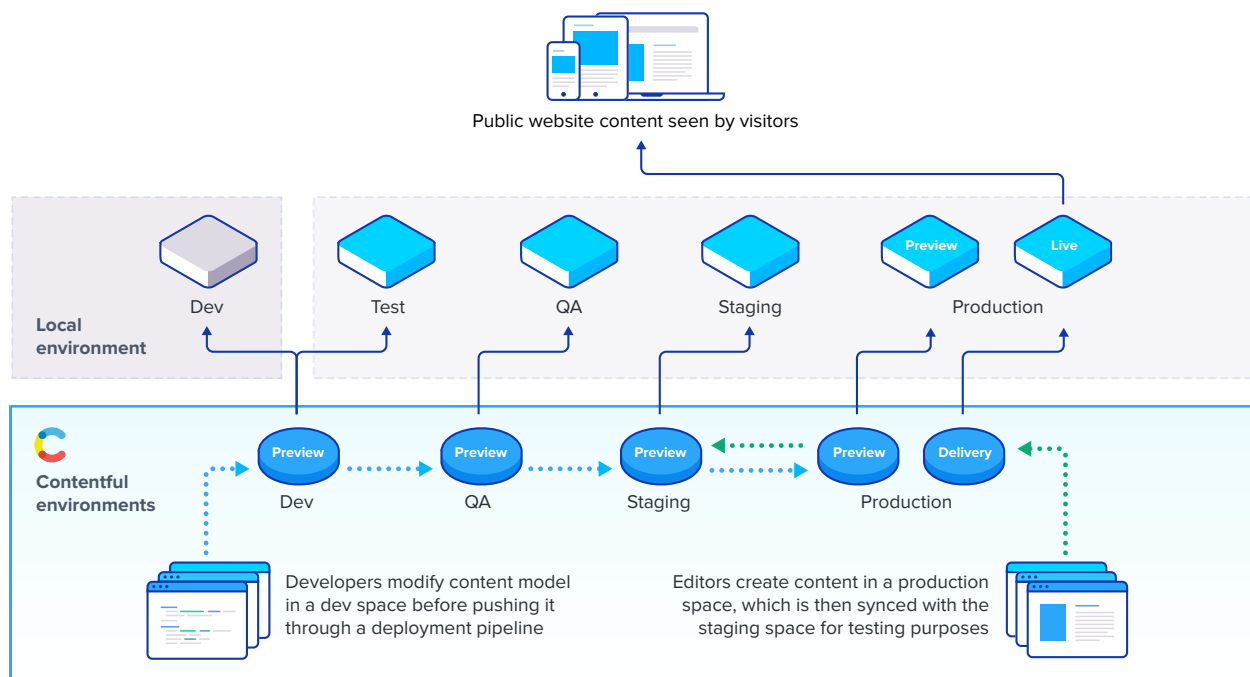 Public website content seen by visitors
Preview
Live
Dev
Test
QA
Staging
Production
Local
environment
Preview
Preview
Preview
Preview
Delivery
Contentful
environments
Dev
QA
Staging
Production
Developers modify content model
in a dev space before pushing it
through a deployment pipeline
Editors create content in a production
space, which is then synced with the
staging space for testing purposes